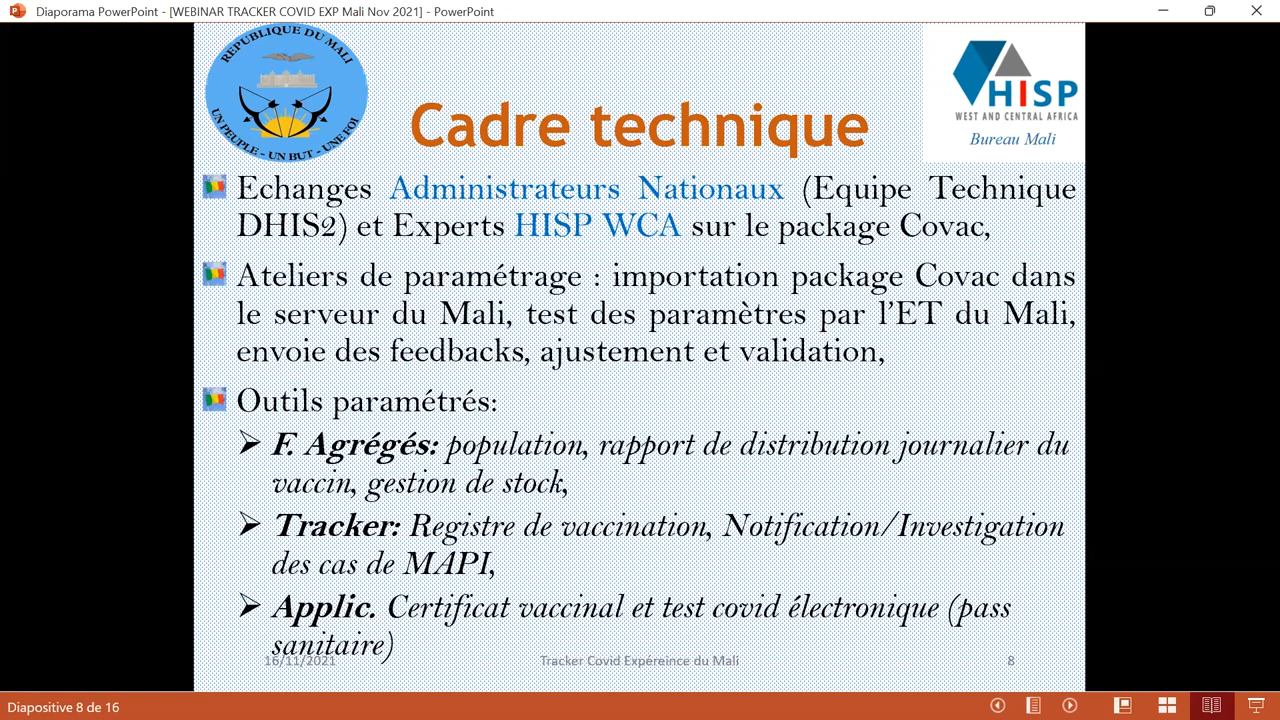 Diaporama PowerPoint - [WEBINAR TRACKER COVID EXP Mali Nov 2021] - PowerPoint
REPUBLIQUE DU MALI
UN PEUPLE - UN BUT - UNE FOI
HISP
WEST AND CENTRAL AFRICA
Bureau Mali
Cadre technique
Echanges Administrateurs Nationaux (Equipe Technique
DHIS2) et Experts HISP WCA sur le package Covac,
Ateliers de paramétrage : importation package Covac dans
le serveur du Mali, test des paramètres par l’ET du Mali,
envoie des feedbacks, ajustement et validation,
Outils paramétrés:
F. Agrégés: population, rapport de distribution journalier du
vaccin, gestion de stock,
Tracker: Registre de vaccination, Notification/Investigation
des cas de MAPI,
Applic. Certificat vaccinal et test covid électronique (pass
sanitaire)
16/11/2021
Tracker Covid Expéreince du Mali
8
Diapositive 8 de 16